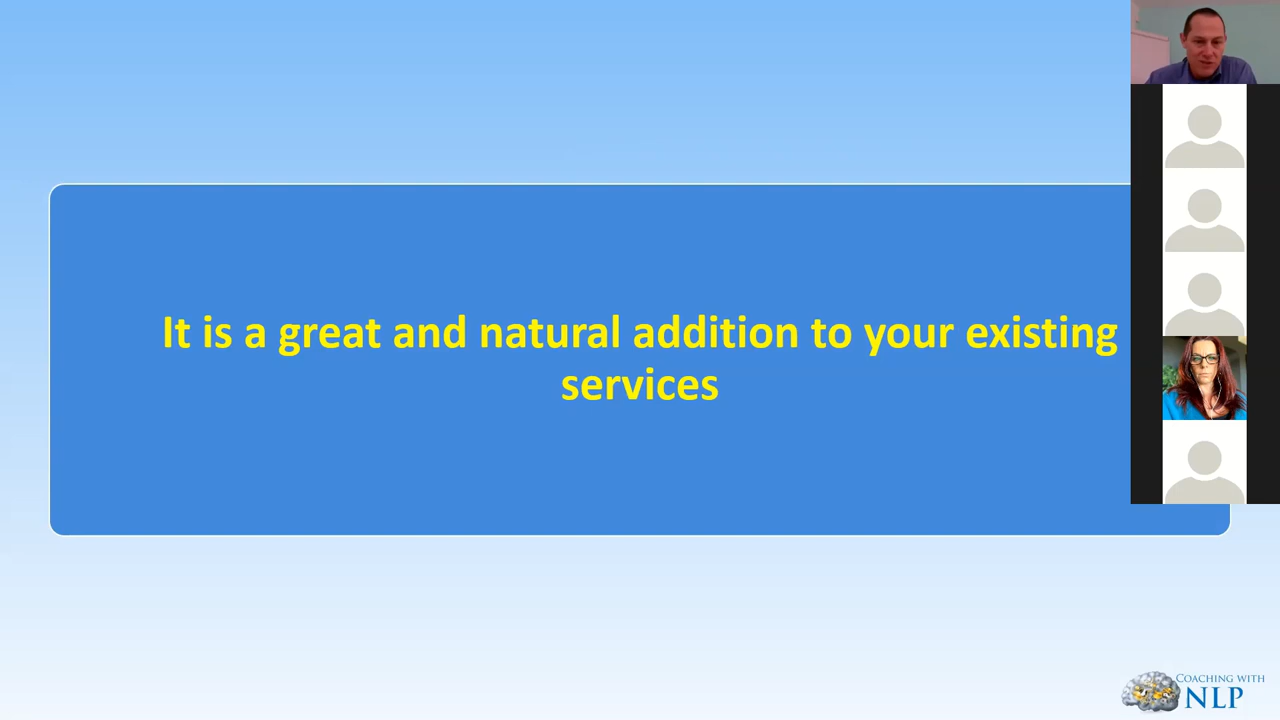 It is a great and natural addition to your existing
services
COACHING WITH
NLP